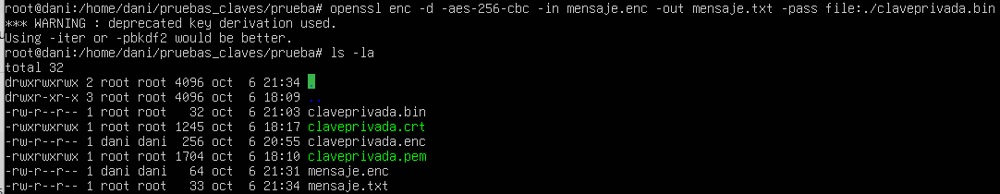 root@dani:/home/dani/pruebas_claves/prueba# openssl enc -d -aes-256-cbc -in mensaje.enc -out mensaje.txt -pass file:./claveprivada.bin
*** WARNING : deprecated key derivation used.
Using -iter or -pbkdf2 would be better.
root@dani:/home/dani/pruebas_claves/prueba# ls -la
total 32
drwxrwxrwx 2 root root 4096 oct  6 21:34 .
drwxr-xr-x 3 root root 4096 oct  6 18:09 ..
-rw-r--r-- 1 root root   32 oct  6 21:03 claveprivada.bin
-rwxrwxrwx 1 root root 1245 oct  6 18:17 claveprivada.crt
-rw-r--r-- 1 dani dani  256 oct  6 20:55 claveprivada.enc
-rwxrwxrwx 1 root root 1704 oct  6 18:10 claveprivada.pem
-rw-r--r-- 1 dani dani   64 oct  6 21:31 mensaje.enc
-rw-r--r-- 1 root root   33 oct  6 21:34 mensaje.txt